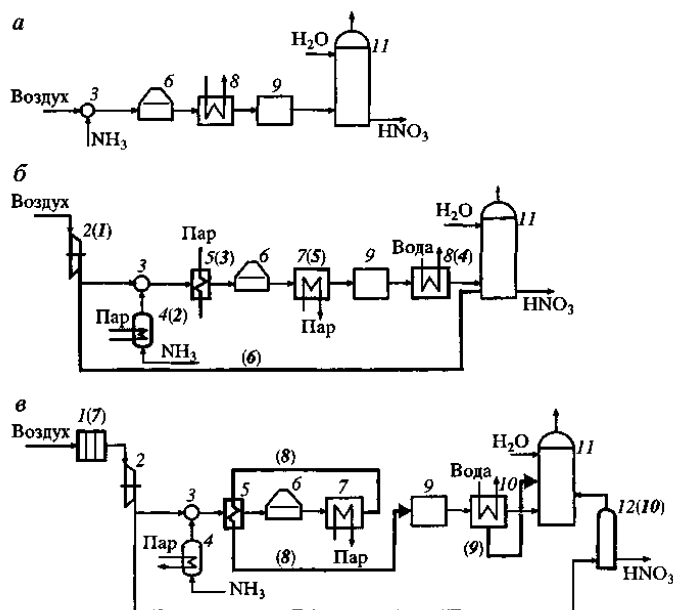 а
H₂O
11
Воздух
3
6
8
9
NH₃
HNO₃
б
Воздух
2(1)
H₂O
11
Пар
5(3)
6
7(5)
9
Вода
8(4)
3
Пар
4(2)
Пар
NH₃
(6)
HNO₃
в
1(7)
Воздух
2
(8)
H₂O
11
Вода
10
3
5
6
7
9
12(10)
Пар
4
(8)
Пар
(9)
NH₃
HNO₃